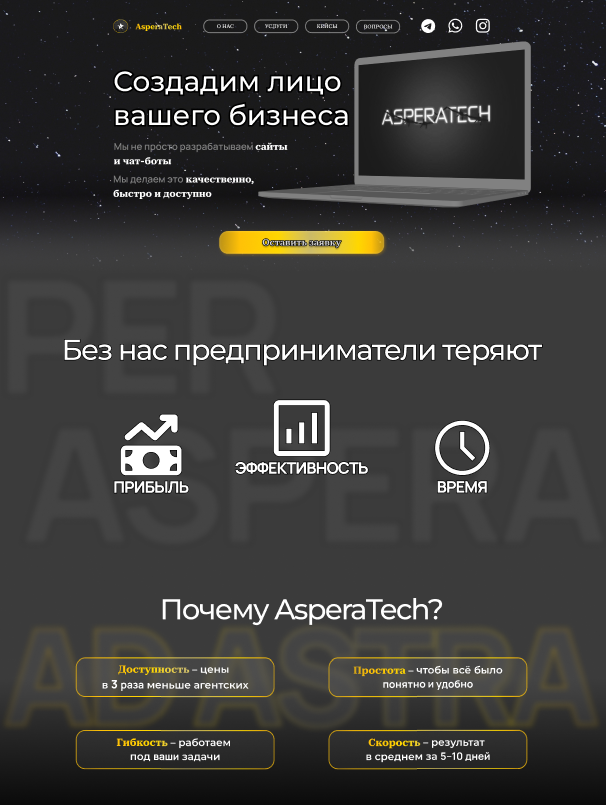 AsperaTech
О НАС
УСЛУГИ
КЕЙСЫ
ВОПРОСЫ
Создадим лицо
вашего бизнеса
ASPERATECH
Мы не просто разрабатываем сайты
и чат-боты
Мы делаем это качественно,
быстро и доступно
Оставить заявку
PER
Без нас предприниматели теряют
ASPERA
ПРИБЫЛЬ
ЭФФЕКТИВНОСТЬ
ВРЕМЯ
Почему AsperaTech?
AD ASTRA
Доступность – цены
в 3 раза меньше агентских
Простота – чтобы всё было
понятно и удобно
Гибкость – работаем
под ваши задачи
Скорость – результат
в среднем за 5-10 дней